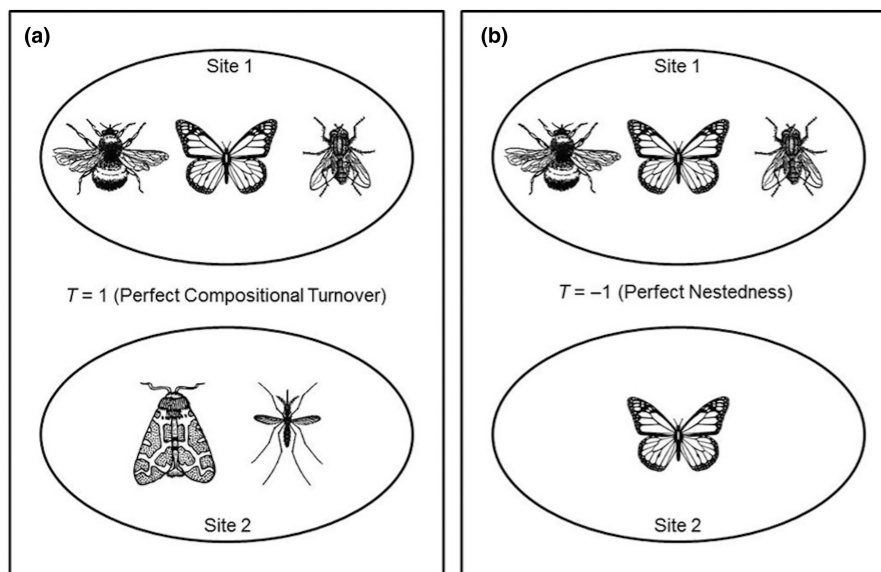 (a)
Site 1
T = 1 (Perfect Compositional Turnover)
Site 2
(b)
Site 1
T = –1 (Perfect Nestedness)
Site 2